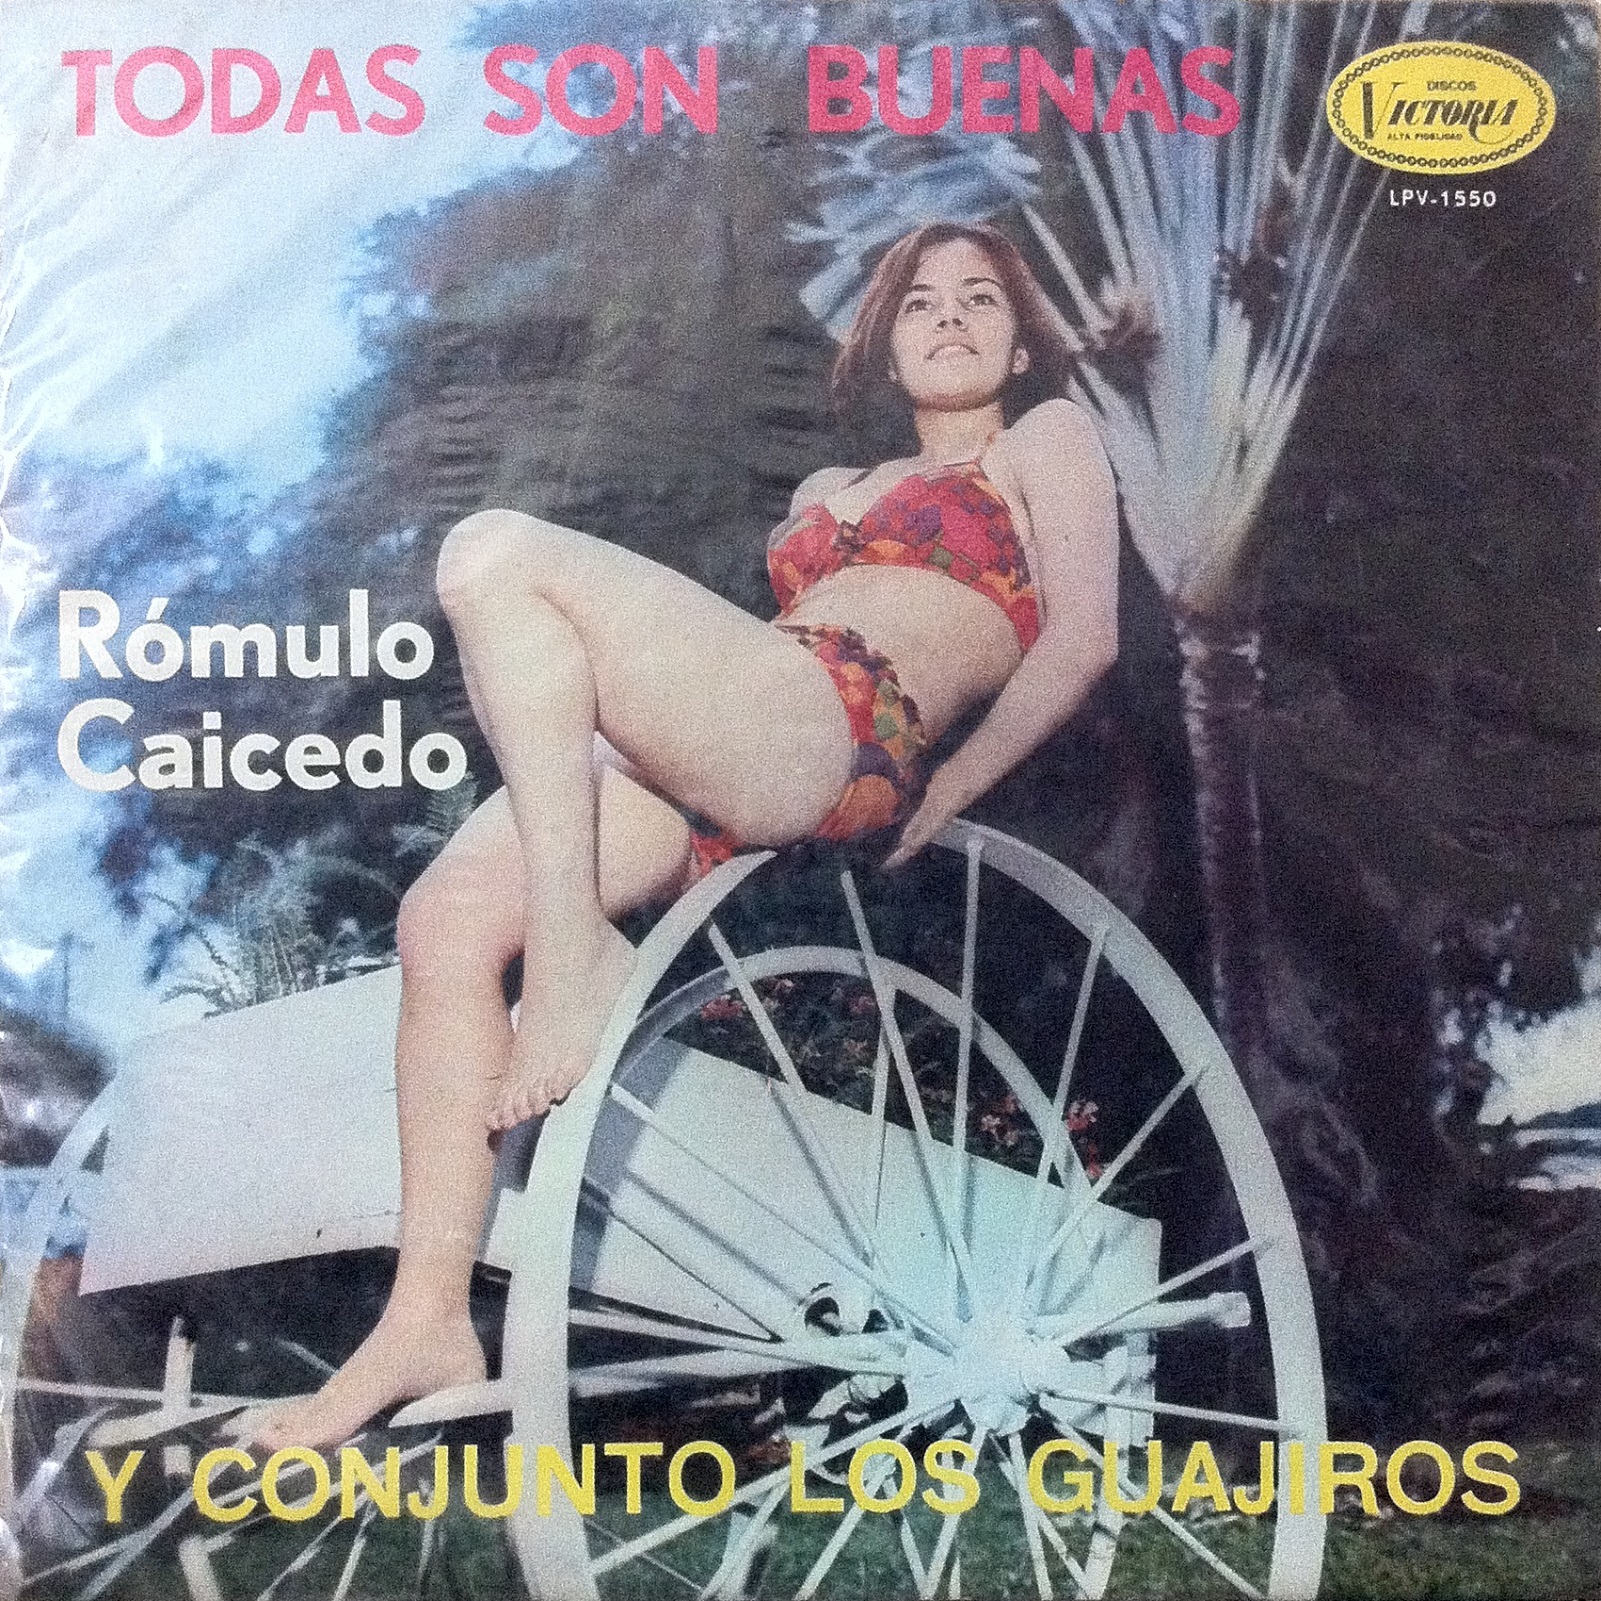 TODAS SON BUENAS
DISCOS
VICTORIA
ALTA FIDELIDAD
LPV-1550
Rómulo
Caicedo
Y CONJUNTO LOS GUAJIROS